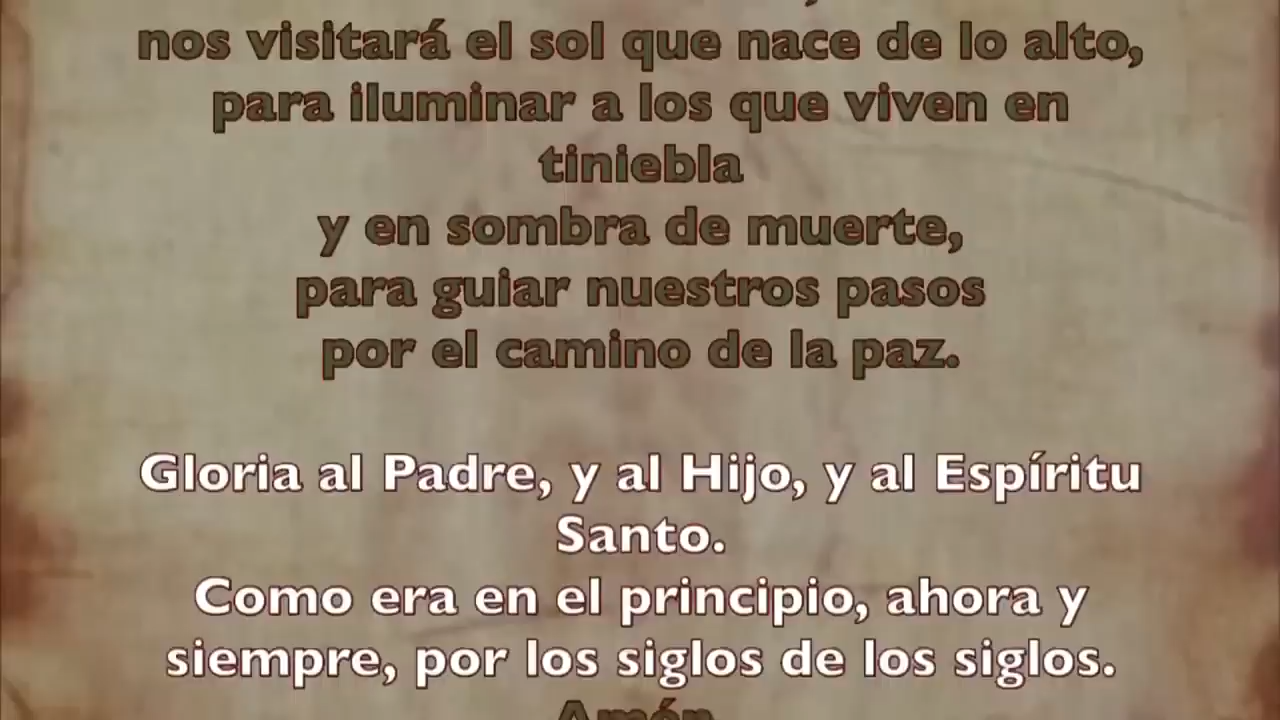 nos visitará el sol que nace de lo alto,
para iluminar a los que viven en
tiniebla
y en sombra de muerte,
para guiar nuestros pasos
por el camino de la paz.
Gloria al Padre, y al Hijo, y al Espíritu
Santo.
Como era en el principio, ahora y
siempre, por los siglos de los siglos.
Amén